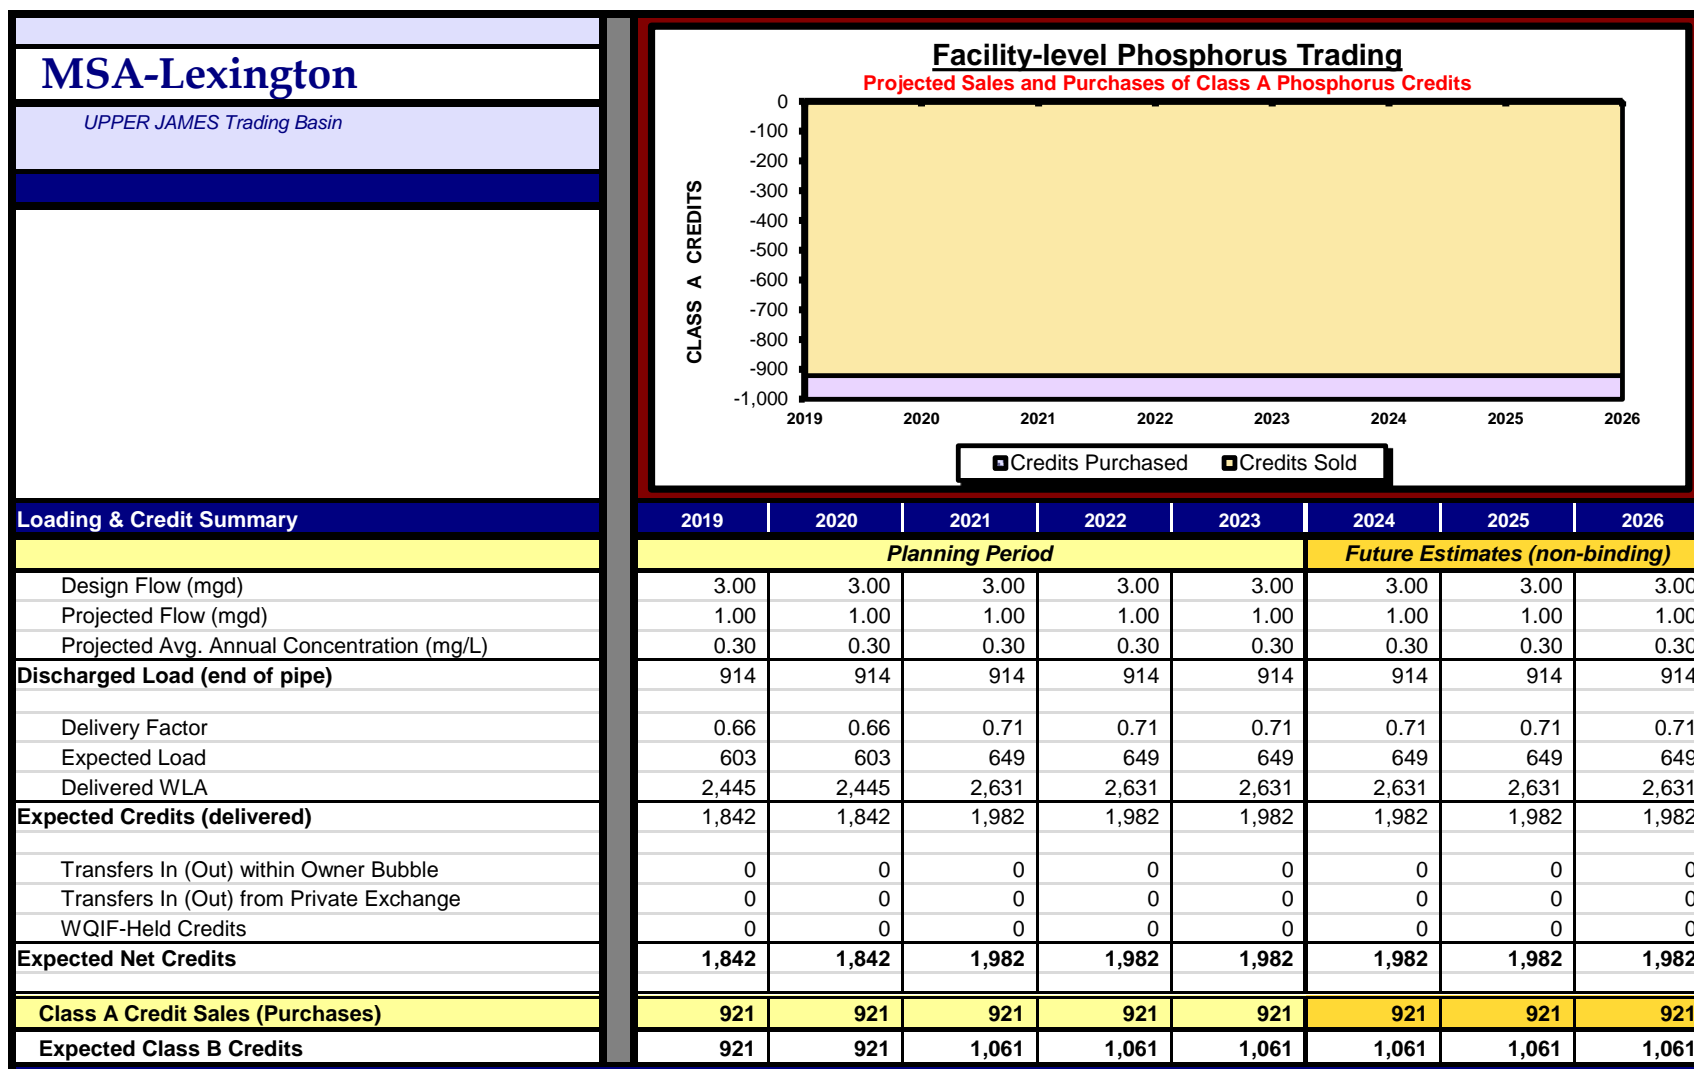 MSA-Lexington
UPPER JAMES Trading Basin
Facility-level Phosphorus Trading
Projected Sales and Purchases of Class A Phosphorus Credits
CLASS A CREDITS
0
-100
-200
-300
-400
-500
-600
-700
-800
-900
-1,000
2019 2020 2021 2022 2023 2024 2025 2026
Credits Purchased Credits Sold
Loading & Credit Summary 2019 2020 2021 2022 2023 2024 2025 2026
Planning Period Future Estimates (non-binding)
Design Flow (mgd) 3.00 3.00 3.00 3.00 3.00 3.00 3.00 3.00
Projected Flow (mgd) 1.00 1.00 1.00 1.00 1.00 1.00 1.00 1.00
Projected Avg. Annual Concentration (mg/L) 0.30 0.30 0.30 0.30 0.30 0.30 0.30 0.30
Discharged Load (end of pipe) 914 914 914 914 914 914 914 914
Delivery Factor 0.66 0.66 0.71 0.71 0.71 0.71 0.71 0.71
Expected Load 603 603 649 649 649 649 649 649
Delivered WLA 2,445 2,445 2,631 2,631 2,631 2,631 2,631 2,631
Expected Credits (delivered) 1,842 1,842 1,982 1,982 1,982 1,982 1,982 1,982
Transfers In (Out) within Owner Bubble 0 0 0 0 0 0 0 0
Transfers In (Out) from Private Exchange 0 0 0 0 0 0 0 0
WQIF-Held Credits 0 0 0 0 0 0 0 0
Expected Net Credits 1,842 1,842 1,982 1,982 1,982 1,982 1,982 1,982
Class A Credit Sales (Purchases) 921 921 921 921 921 921 921 921
Expected Class B Credits 921 921 1,061 1,061 1,061 1,061 1,061 1,061